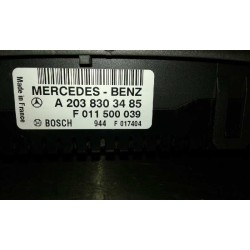 Made in France
MERCEDES - BENZ
A 203 830 34 85
F 011 500 039
BOSCH 944 F 017404